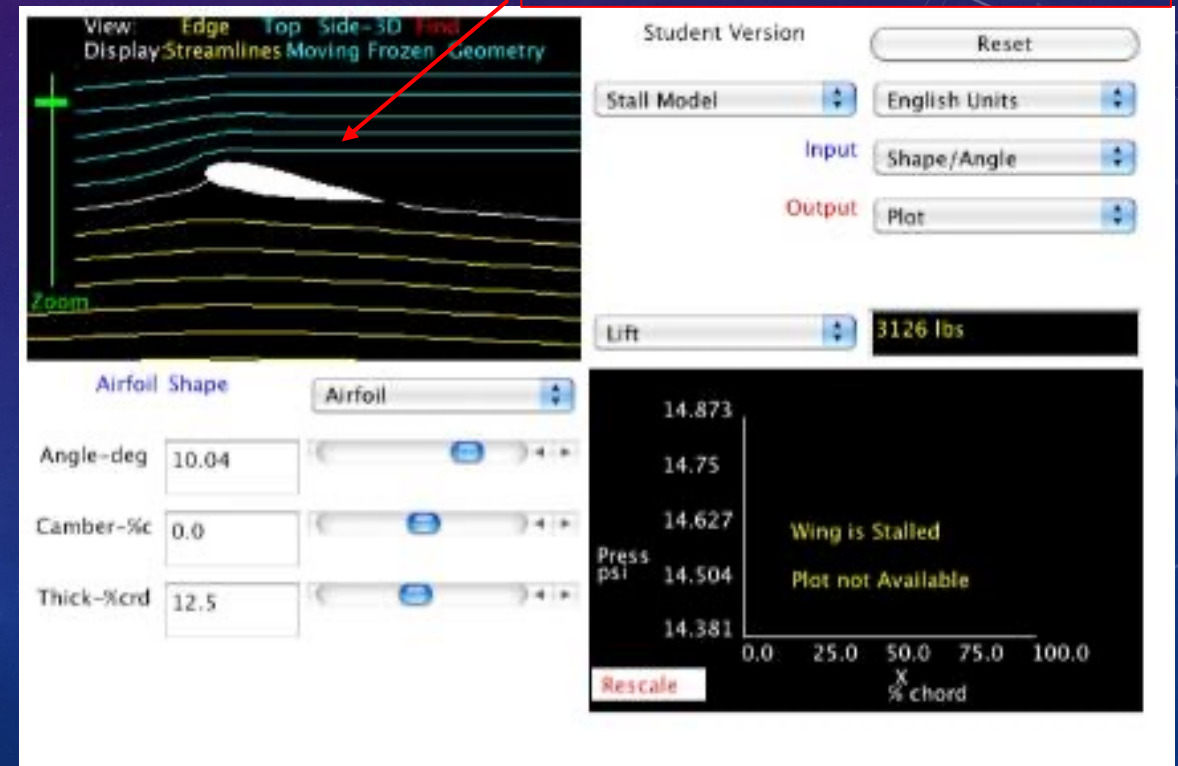 View: Edge Top Side-3D Find
Display: Streamlines Moving Frozen Geometry
Zoom
Student Version
Reset
Stall Model
English Units
Input
Shape/Angle
Output
Plot
Lift
3126 lbs
Airfoil Shape
Airfoil
Angle-deg
10.04
Camber-%c
0.0
Thick-%crd
12.5
14.873
14.75
14.627
14.504
14.381
Press
psi
Wing is Stalled
Plot not Available
0.0 25.0 50.0 75.0 100.0
X
% chord
Rescale